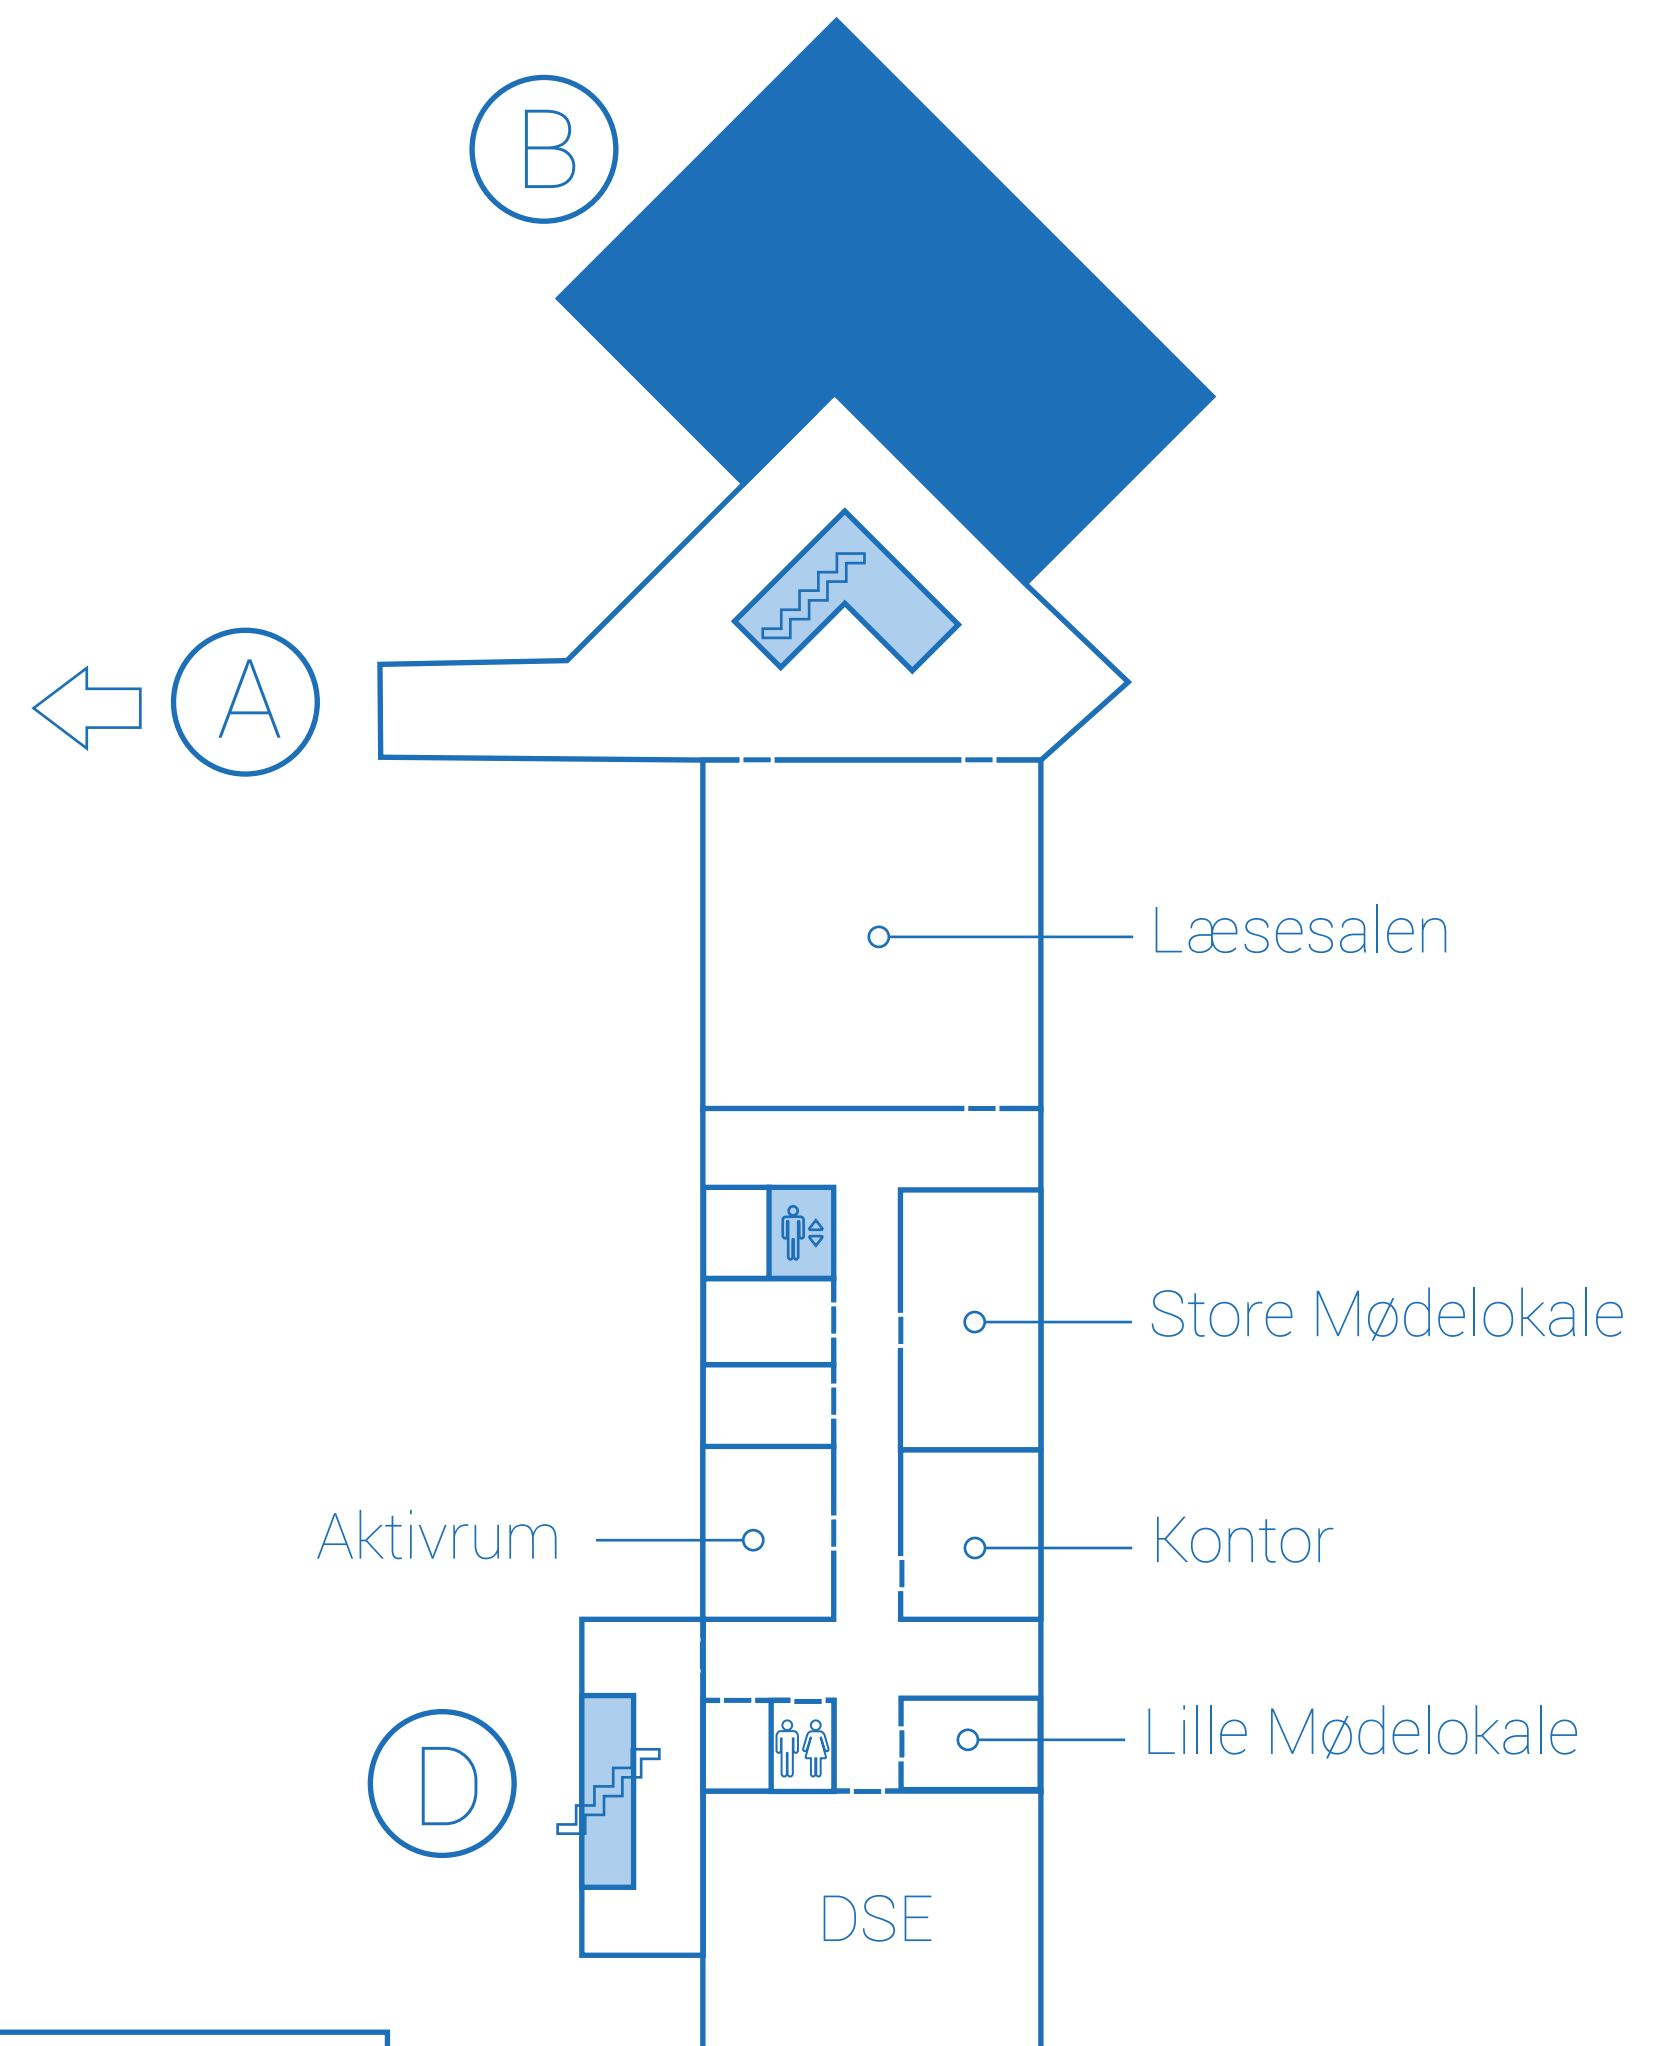 B
A
Læsesalen
Store Mødelokale
Aktivrum
Kontor
Lille Mødelokale
D
DSE